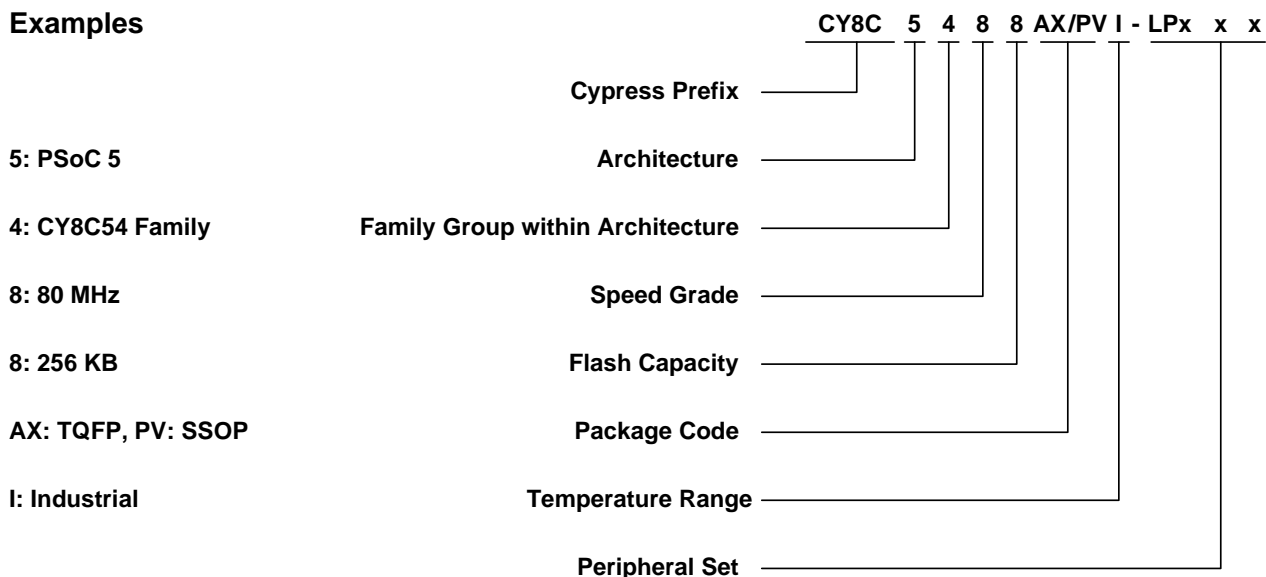 Examples CY8C 5 4 8 8 AX/PV I - LPx x x
Cypress Prefix
5: PSoC 5 Architecture
4: CY8C54 Family Family Group within Architecture
8: 80 MHz Speed Grade
8: 256 KB Flash Capacity
AX: TQFP, PV: SSOP Package Code
I: Industrial Temperature Range
Peripheral Set